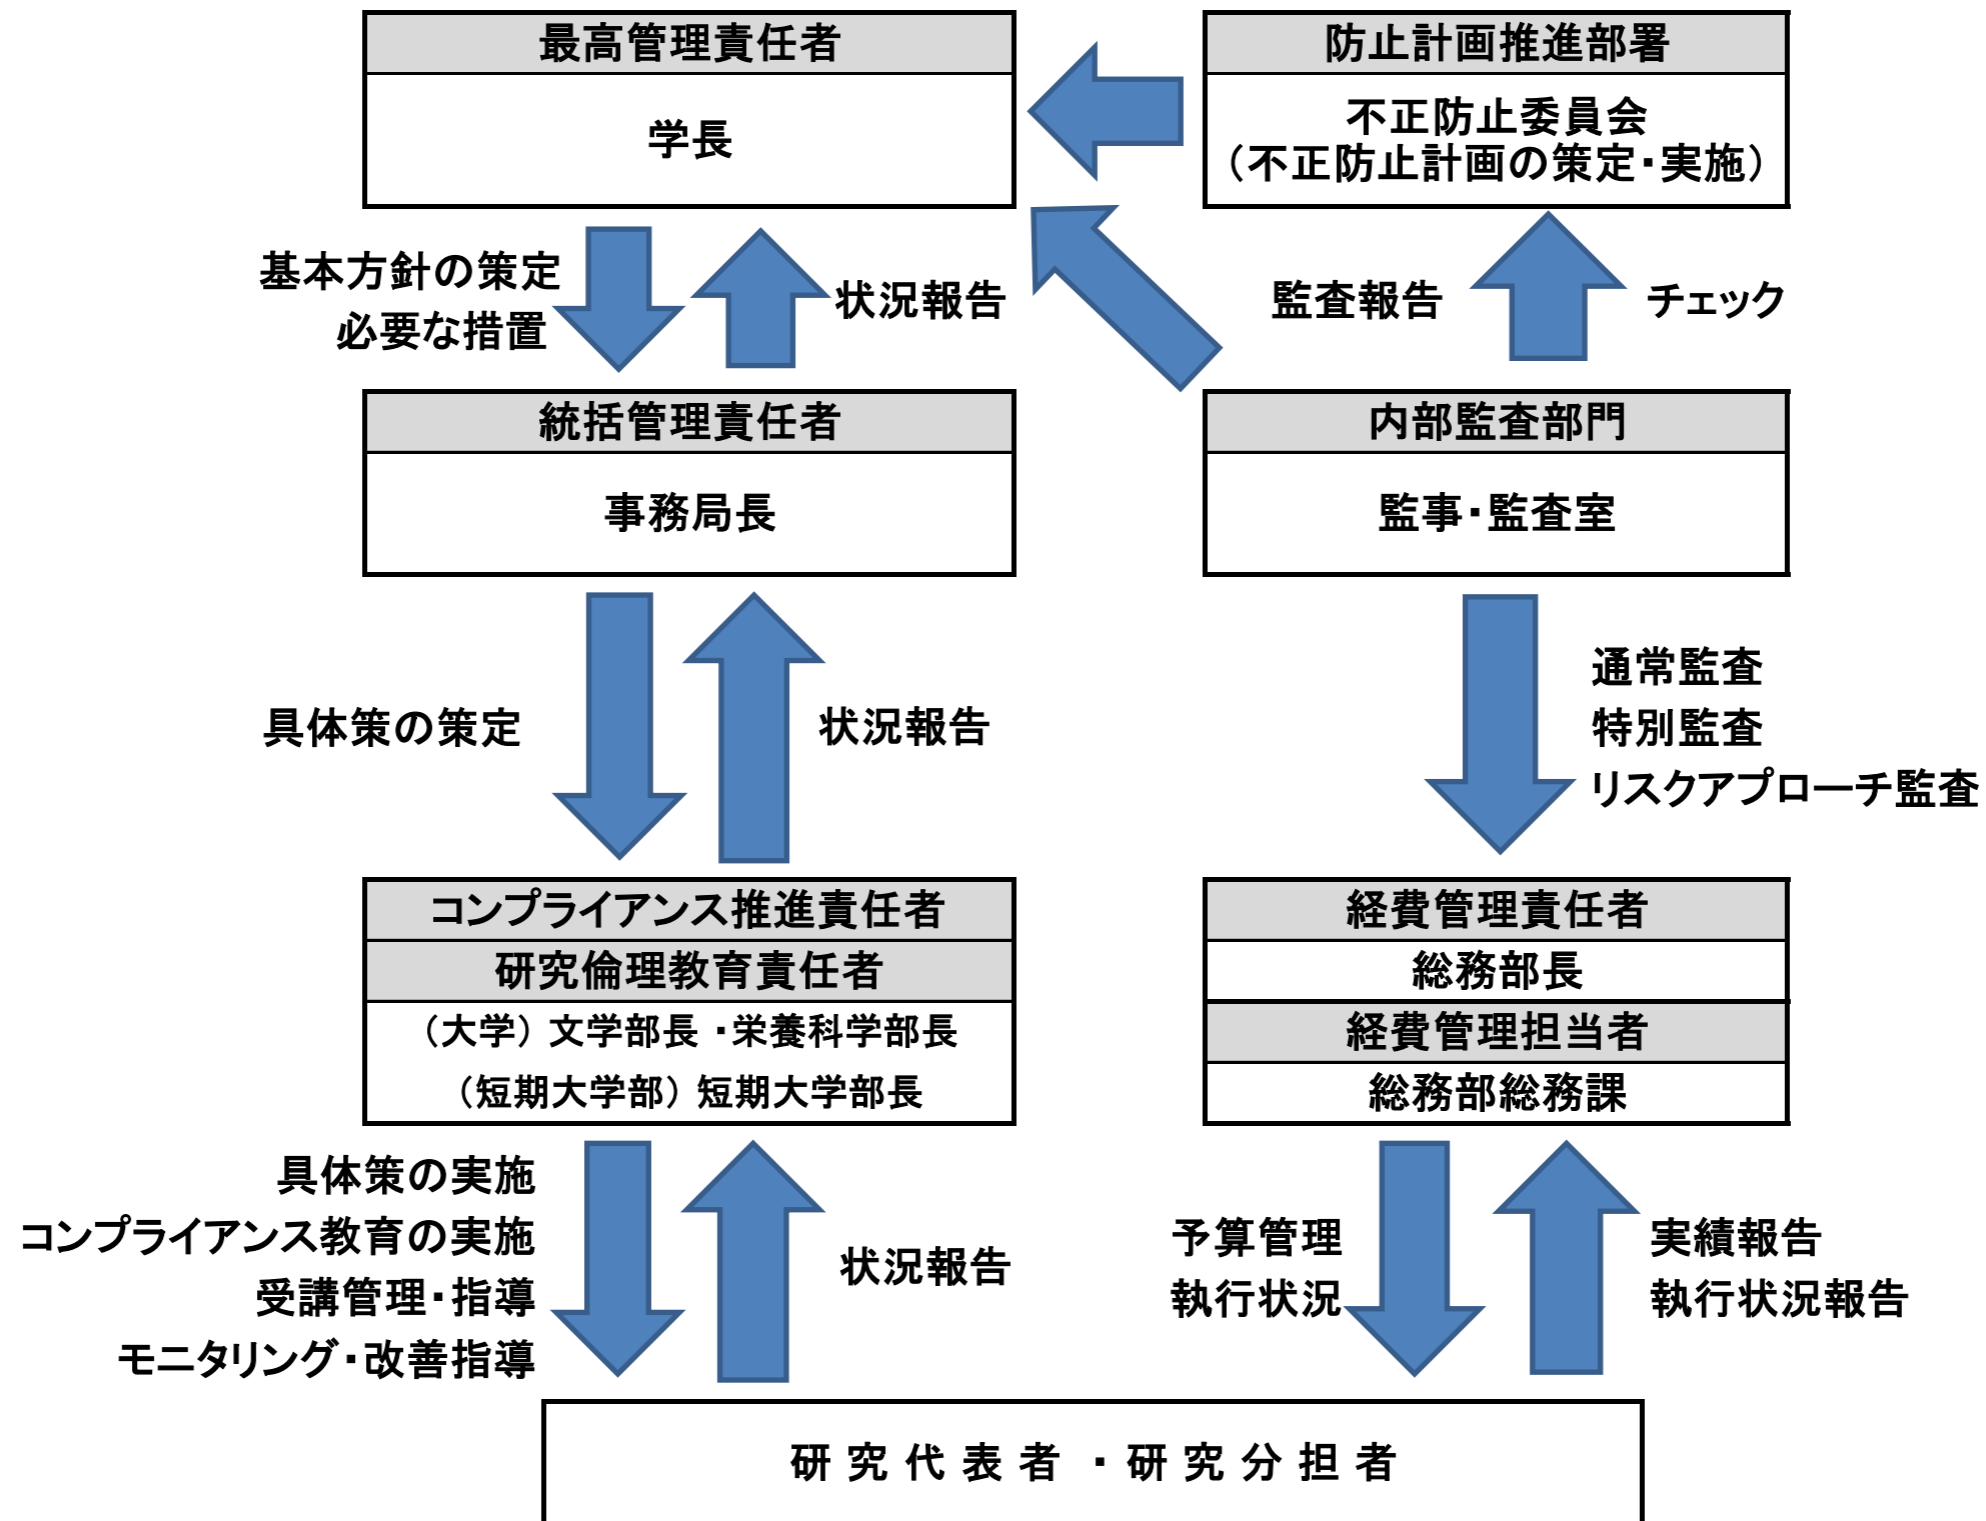 最高管理責任者
学長
防止計画推進部署
不正防止委員会
（不正防止計画の策定・実施）
基本方針の策定
必要な措置
状況報告
監査報告
チェック
統括管理責任者
事務局長
内部監査部門
監事・監査室
具体策の策定
状況報告
通常監査
特別監査
リスクアプローチ監査
コンプライアンス推進責任者
研究倫理教育責任者
（大学） 文学部長 ・栄養科学部長
（短期大学部） 短期大学部長
経費管理責任者
総務部長
経費管理担当者
総務部総務課
具体策の実施
コンプライアンス教育の実施
受講管理・指導
モニタリング・改善指導
状況報告
予算管理
執行状況
実績報告
執行状況報告
研 究 代 表 者 ・ 研 究 分 担 者